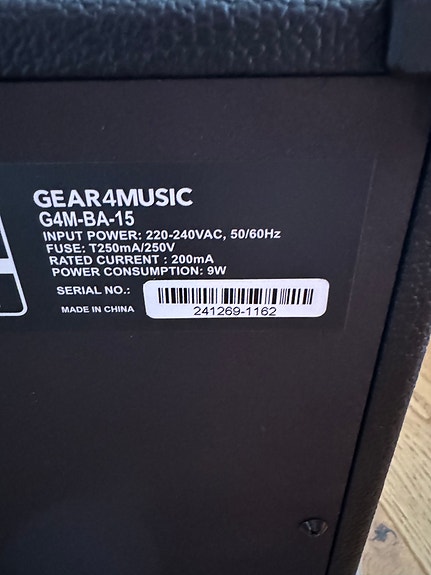 GEAR4MUSIC
G4M-BA-15
INPUT POWER: 220-240VAC, 50/60Hz
FUSE: T250mA/250V
RATED CURRENT : 200mA
POWER CONSUMPTION: 9W
SERIAL NO.:
241269-1162
MADE IN CHINA